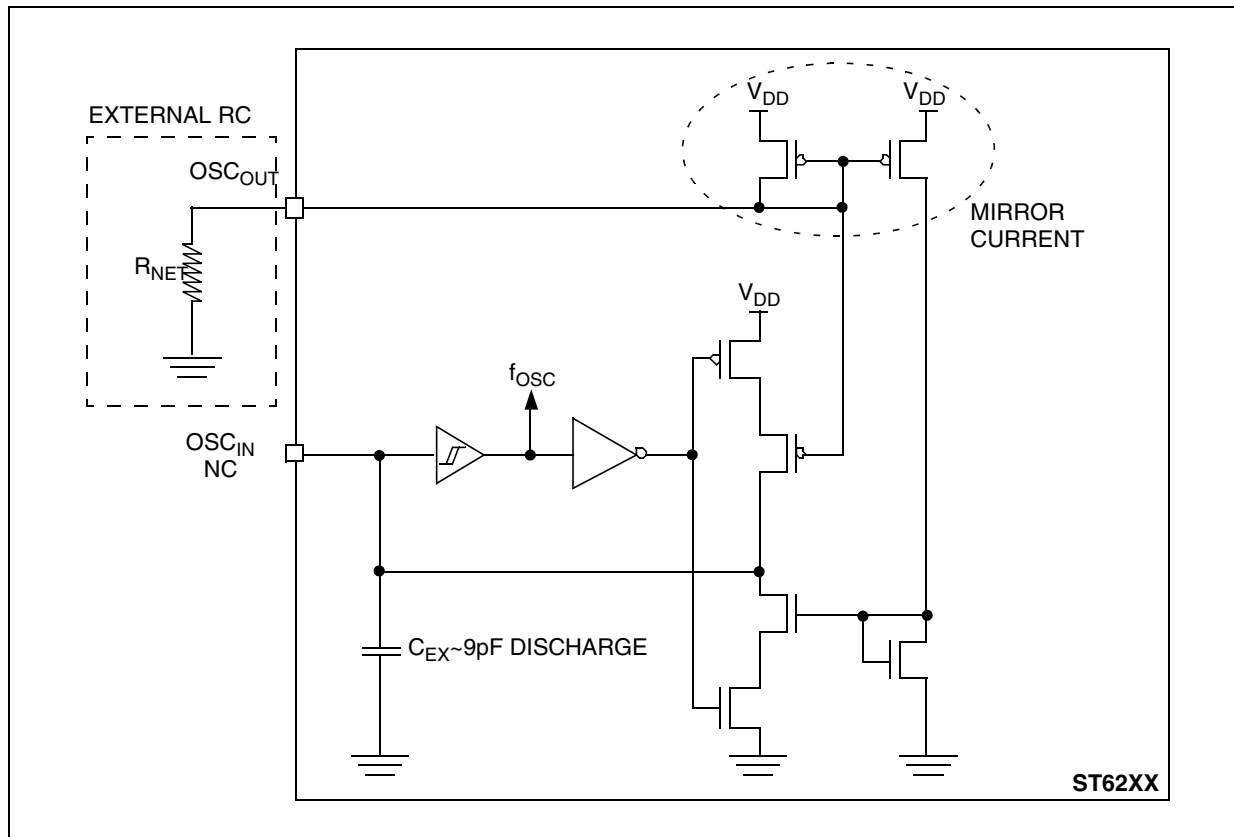 EXTERNAL RC
OSCOUT
RNET
OSCIN
NC
fOSC
VDD
VDD
MIRROR
CURRENT
VDD
CEX~9pF DISCHARGE
ST62XX